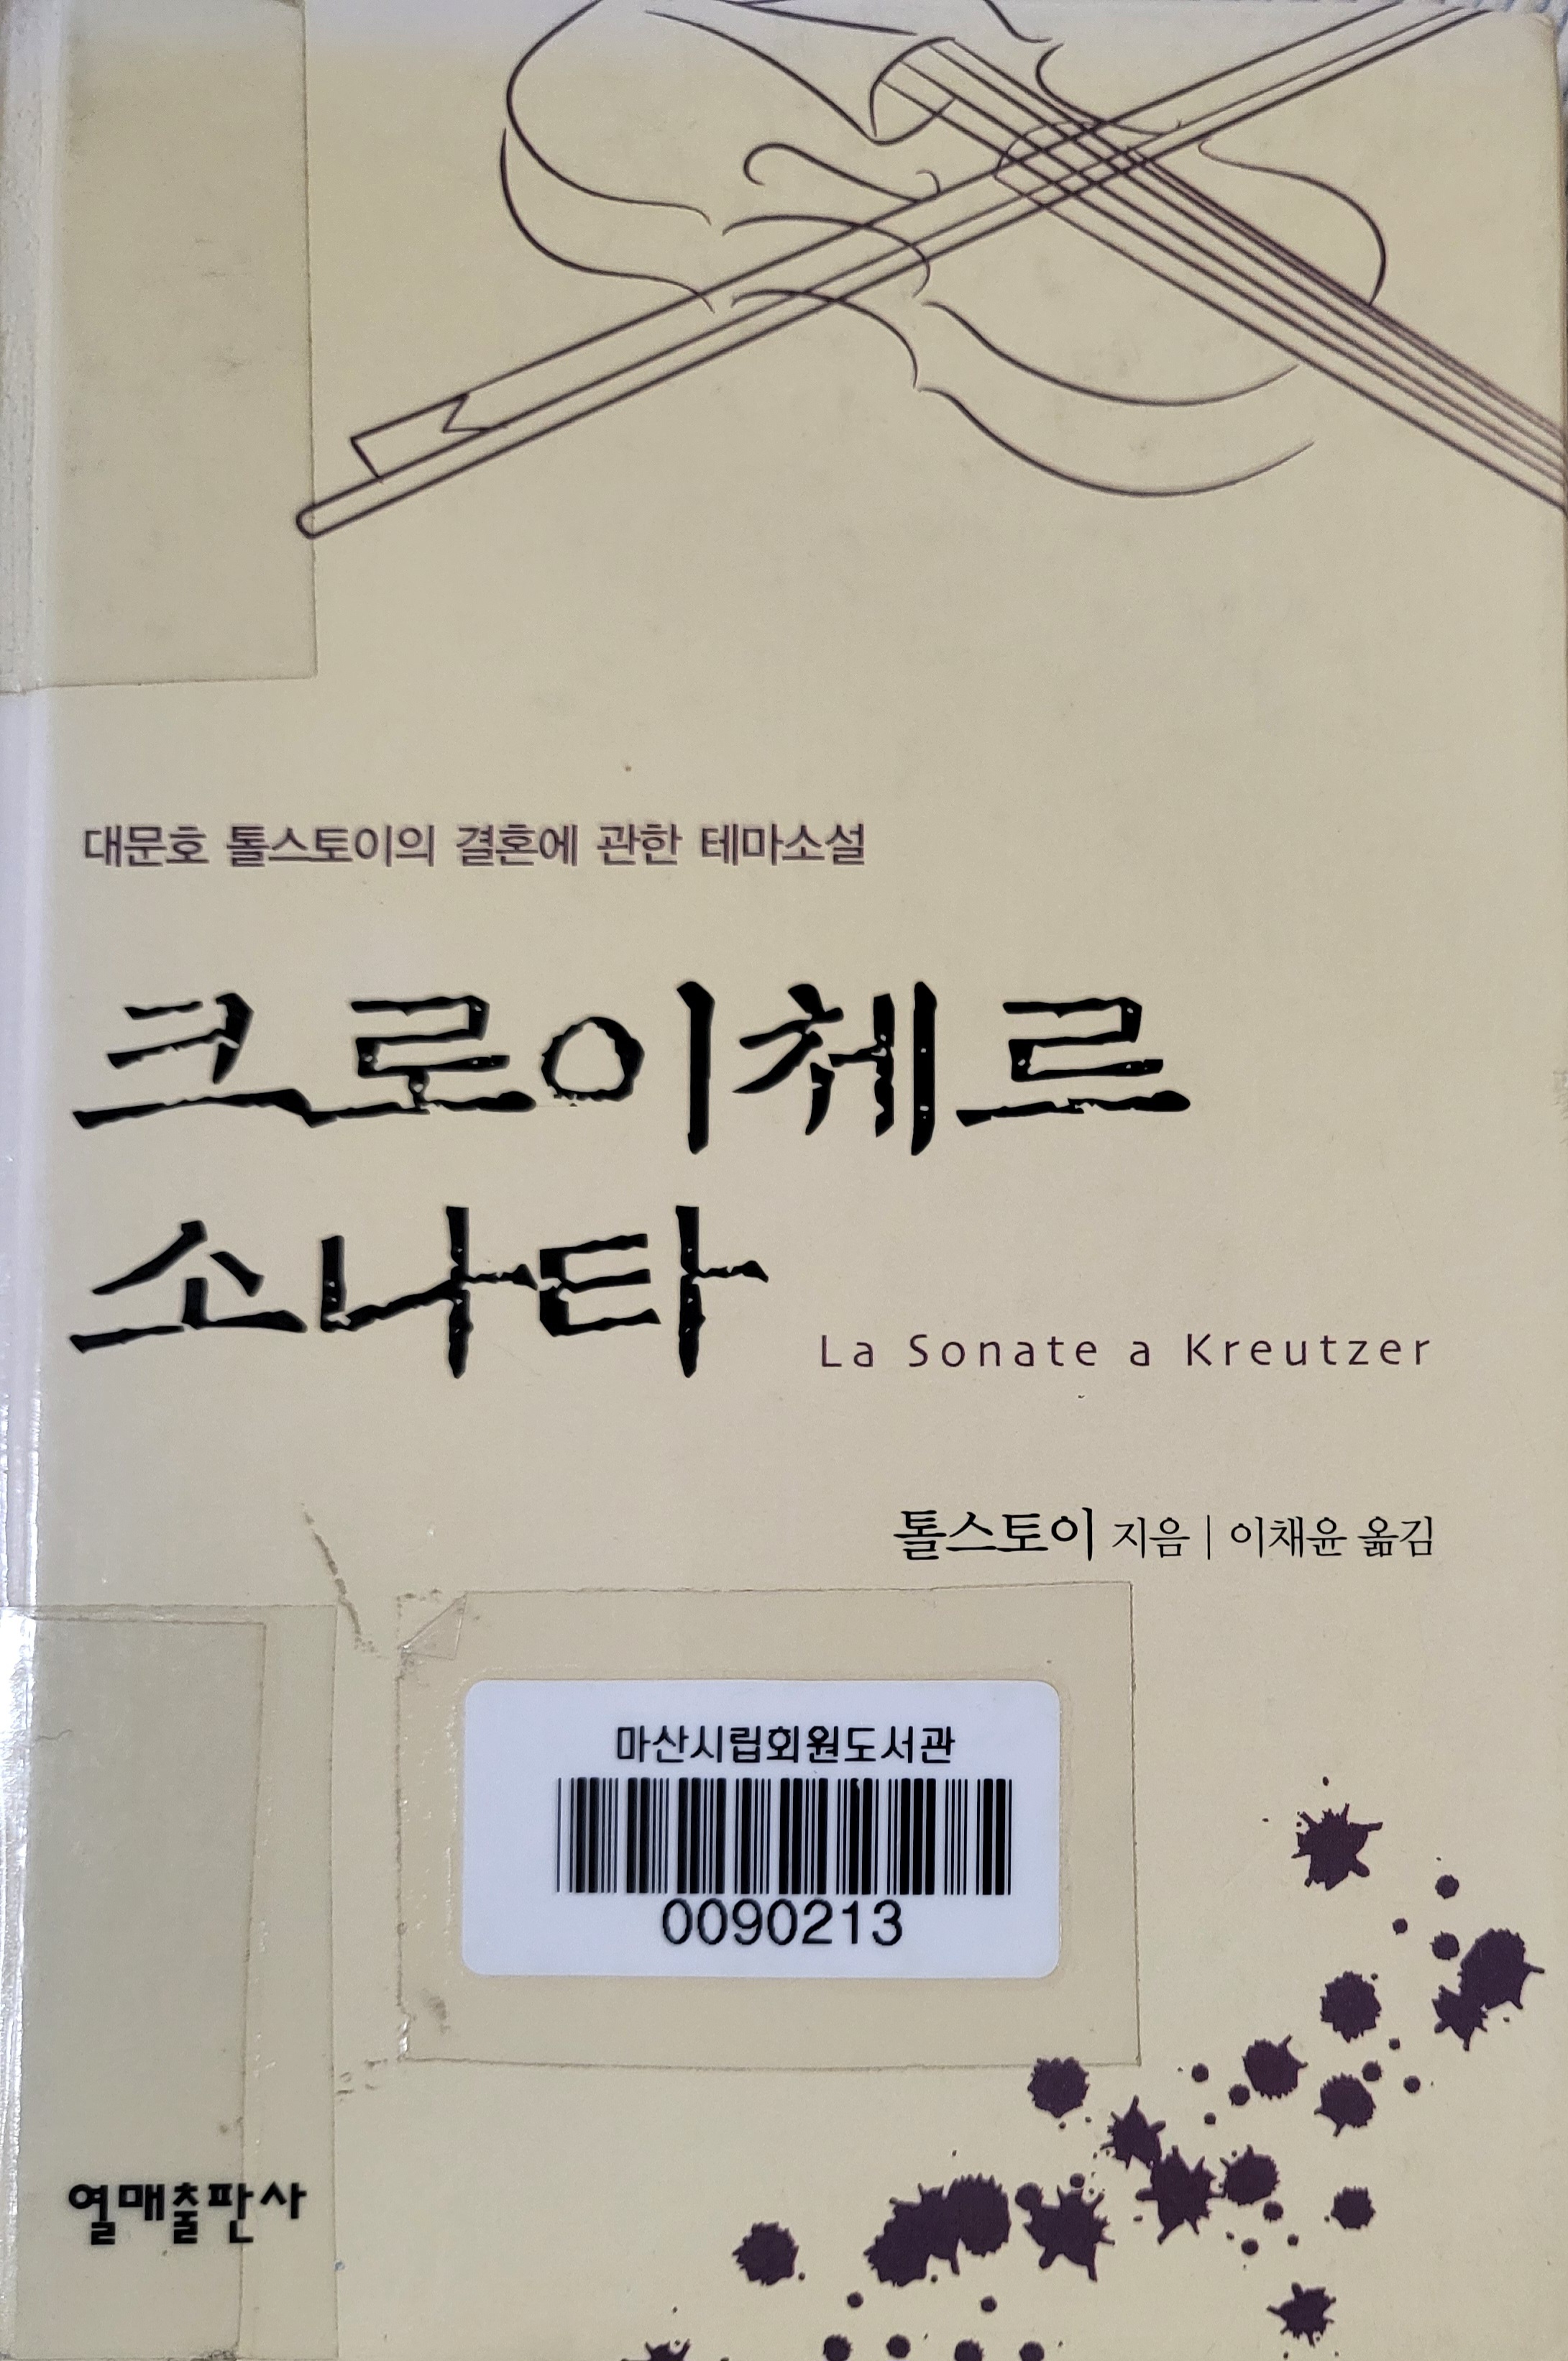 대문호 톨스토이의 결혼에 관한 테마소설
크로이체르
소나타
La Sonate a Kreutzer
톨스토이 지음 | 이채윤 옮김
마산시립회원도서관
0090213
열매출판사